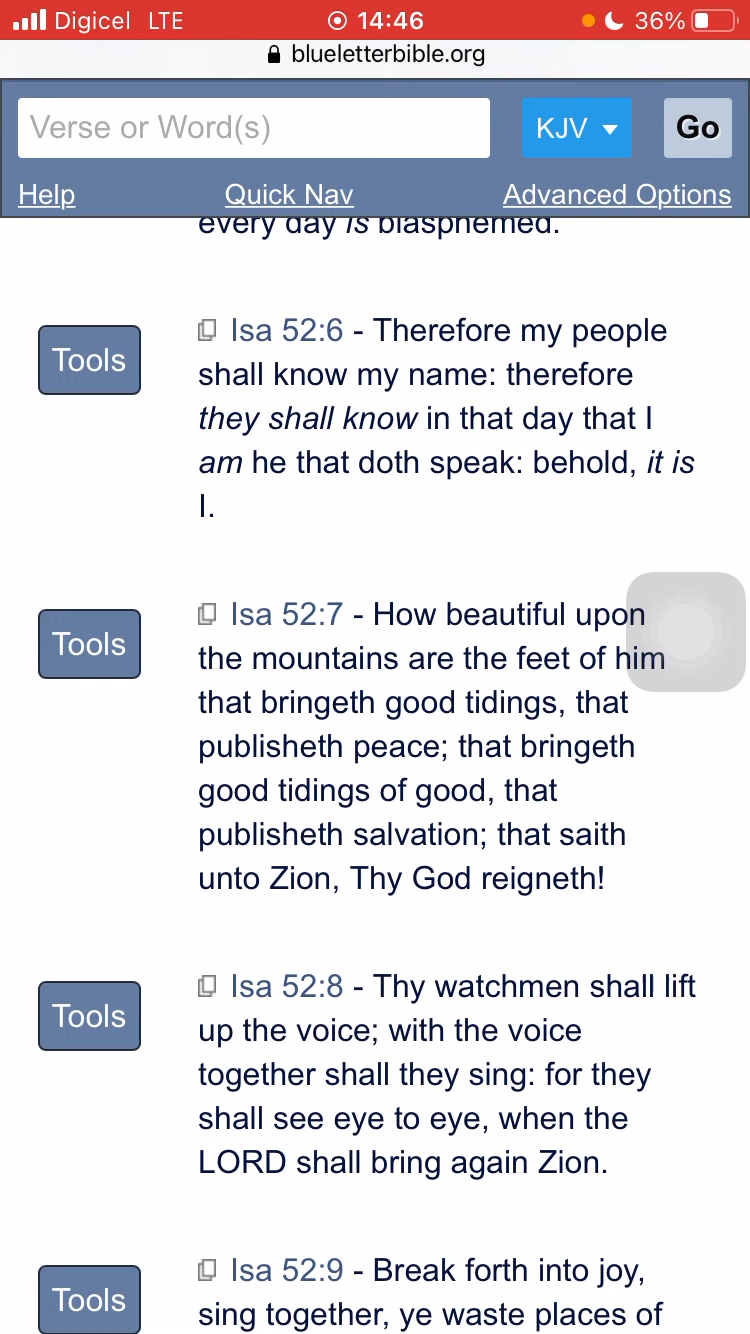 Digicel LTE 14:46 36%
blueletterbible.org
Verse or Word(s) KJV Go
Help Quick Nav Advanced Options
every day is blasphemed.
Tools
Isa 52:6 - Therefore my people
shall know my name: therefore
they shall know in that day that I
am he that doth speak: behold, it is
I.
Tools
Isa 52:7 - How beautiful upon
the mountains are the feet of him
that bringeth good tidings, that
publisheth peace; that bringeth
good tidings of good, that
publisheth salvation; that saith
unto Zion, Thy God reigneth!
Tools
Isa 52:8 - Thy watchmen shall lift
up the voice; with the voice
together shall they sing: for they
shall see eye to eye, when the
LORD shall bring again Zion.
Tools
Isa 52:9 - Break forth into joy,
sing together, ye waste places of